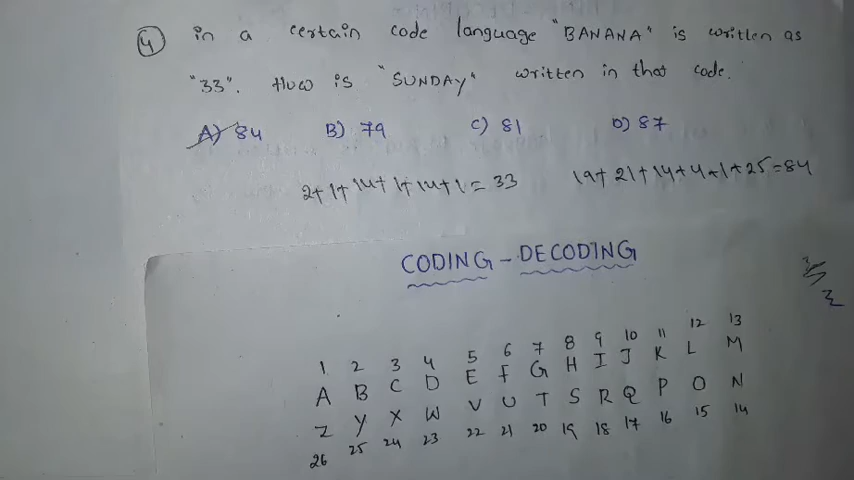 4 In a certain code language "BANANA" is written as
"33". How is "SUNDAY" written in that code.
A) 84 B) 79 C) 81 D) 87
2+1+14+1+14+1=33 19+21+14+4+1+25=84
CODING-DECODING
1 2 3 4 5 6 7 8 9 10 11 12 13
A B C D E F G H I J K L M
Z Y X W V U T S R Q P O N
26 25 24 23 22 21 20 19 18 17 16 15 14